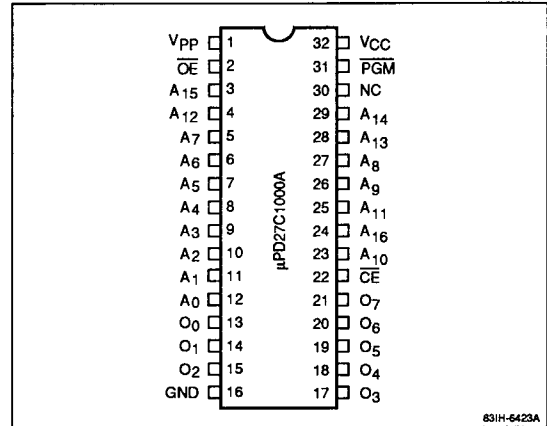 VPP 1 32 VCC
OE 2 31 PGM
A15 3 30 NC
A12 4 29 A14
A7 5 28 A13
A6 6 27 A8
A5 7 26 A9
A4 8 25 A11
A3 9 24 A16
A2 10 23 A10
A1 11 22 CE
A0 12 21 O7
O0 13 20 O6
O1 14 19 O5
O2 15 18 O4
GND 16 17 O3
μPD27C1000A
83IH-6423A